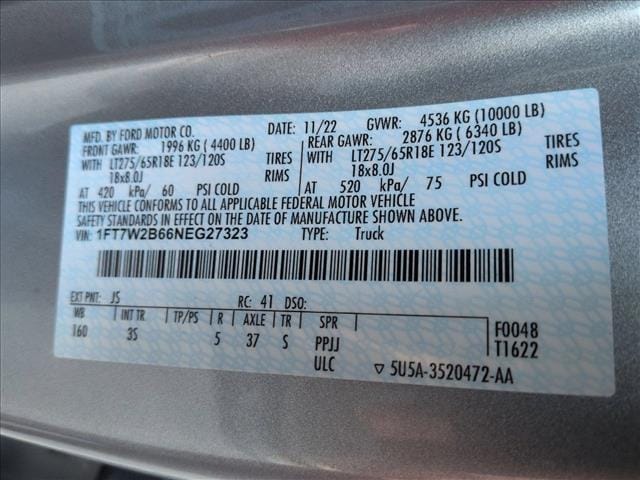 MFD. BY FORD MOTOR CO. DATE: 11/22 GVWR: 4536 KG (10000 LB)
FRONT GAWR: 1996 KG (4400 LB) REAR GAWR: 2876 KG (6340 LB)
WITH LT275/65R18E 123/120S TIRES WITH LT275/65R18E 123/120S TIRES
18x8.0J RIMS 18x8.0J RIMS
AT 420 kPa/ 60 PSI COLD AT 520 kPa/ 75 PSI COLD
THIS VEHICLE CONFORMS TO ALL APPLICABLE FEDERAL MOTOR VEHICLE
SAFETY STANDARDS IN EFFECT ON THE DATE OF MANUFACTURE SHOWN ABOVE.
VIN: 1FT7W2B66NEG27323 TYPE: Truck
EXT PNT: JS RC: 41 DSO:
WB INT TR TP/PS R AXLE TR SPR F0048
160 3S 5 37 S PPJJ T1622
ULC ▽ 5U5A-3520472-AA